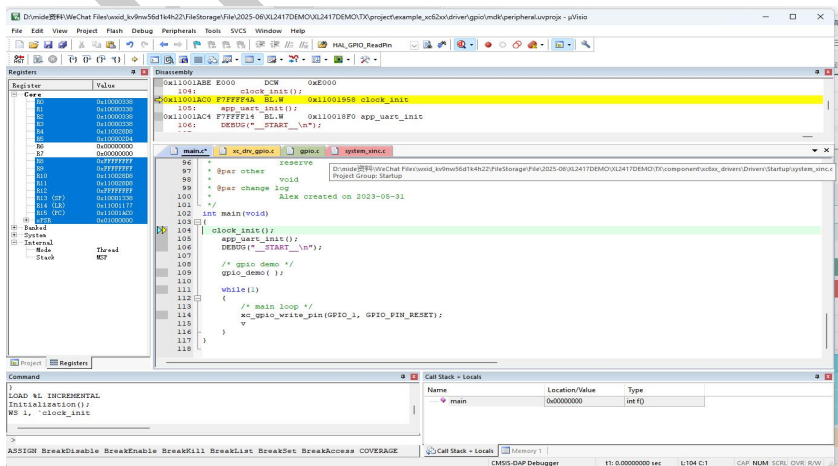 D:\mide资料\WeChat Files\wxid_kv9nw56d1k4h22\FileStorage\File\2025-06\XL2417DEMO\XL2417DEMO\TX\project\example_xc62xx\driver\gpio\mdk\peripheral.uvprojx - µVisio
File Edit View Project Flash Debug Peripherals Tools SVCS Window Help
HAL_GPIO_ReadPin
Registers
Register Value
Core
R0 0x10000338
R1 0x10000338
R2 0x10000338
R3 0x10000338
R4 0x110028D8
R5 0x100002D4
R6 0x00000000
R7 0x00000000
R8 0xFFFFFFFF
R9 0xFFFFFFFF
R10 0x110028D8
R11 0x110028D8
R12 0xFFFFFFFF
R13 (SP) 0x10001338
R14 (LR) 0x11001177
R15 (PC) 0x11001AC0
xPSR 0x01000000
Banked
System
Internal
Mode Thread
Stack MSP
Project Registers
Disassembly
0x11001ABE E000 DCW 0xE000
104: clock_init();
0x11001AC0 F7FFFF4A BL.W 0x11001958 clock_init
105: app_uart_init();
0x11001AC4 F7FFFF14 BL.W 0x110018F0 app_uart_init
106: DEBUG("__START__\n");
main.c* xc_drv_gpio.c gpio.c system_xinc.c
96 * reserve
97 * @par other
98 * void
99 * @par change log
100 * Alex created on 2023-05-31
101 */
102 int main(void)
103 {
104 clock_init();
105 app_uart_init();
106 DEBUG("__START__\n");
107
108 /* gpio demo */
109 gpio_demo( );
110
111 while(1)
112 {
113 /* main loop */
114 xc_gpio_write_pin(GPIO_1, GPIO_PIN_RESET);
115 v
116 }
117 }
118
D:\mide资料\WeChat Files\wxid_kv9nw56d1k4h22\FileStorage\File\2025-06\XL2417DEMO\XL2417DEMO\TX\component\xc6xx_drivers\Drivers\Startup\system_xinc.c
Project Group: Startup
Command
}
LOAD %L INCREMENTAL
Initialization();
WS 1, `clock_init
>
ASSIGN BreakDisable BreakEnable BreakKill BreakList BreakSet BreakAccess COVERAGE
Call Stack + Locals
Name Location/Value Type
main 0x00000000 int f()
Call Stack + Locals Memory 1
CMSIS-DAP Debugger t1: 0.00000000 sec L:104 C:1 CAP NUM SCRL OVR R/W